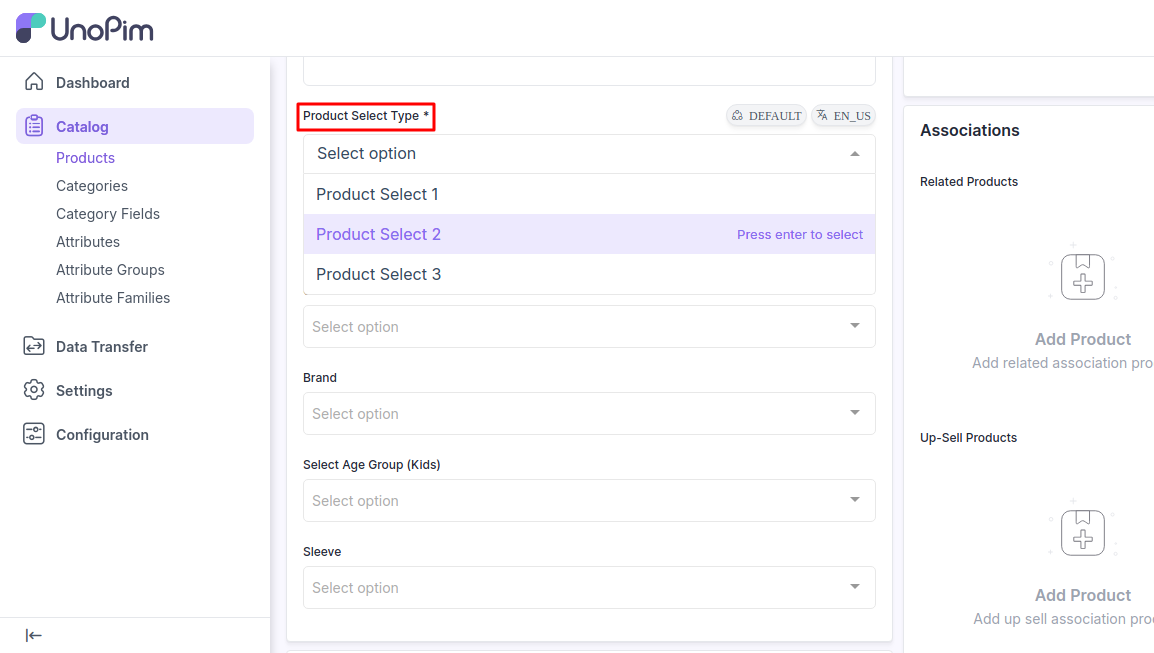 UnoPim
Dashboard
Catalog
Products
Categories
Category Fields
Attributes
Attribute Groups
Attribute Families
Data Transfer
Settings
Configuration
Product Select Type *
DEFAULT
EN_US
Select option
Product Select 1
Product Select 2
Press enter to select
Product Select 3
Select option
Brand
Select option
Select Age Group (Kids)
Select option
Sleeve
Select option
Associations
Related Products
Add Product
Add related association pro
Up-Sell Products
Add Product
Add up sell association pro